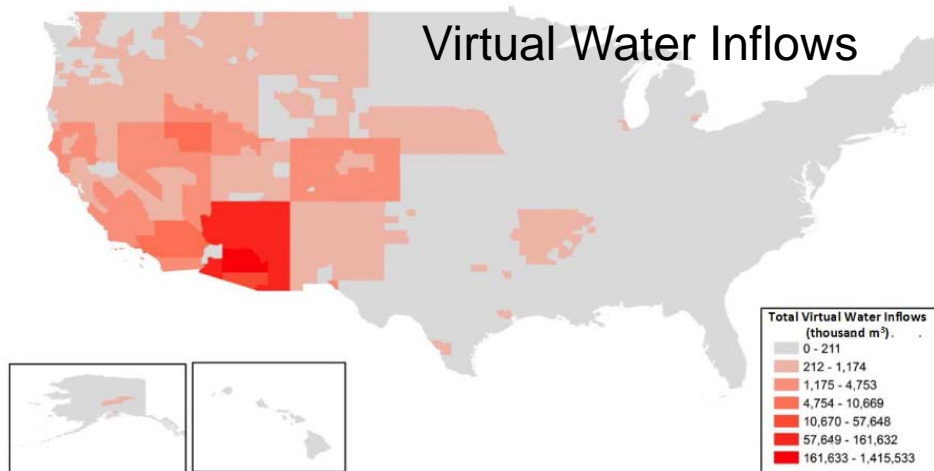 Virtual Water Inflows
Total Virtual Water Inflows
(thousand m³). .
0 - 211
212 - 1,174
1,175 - 4,753
4,754 - 10,669
10,670 - 57,648
57,649 - 161,632
161,633 - 1,415,533